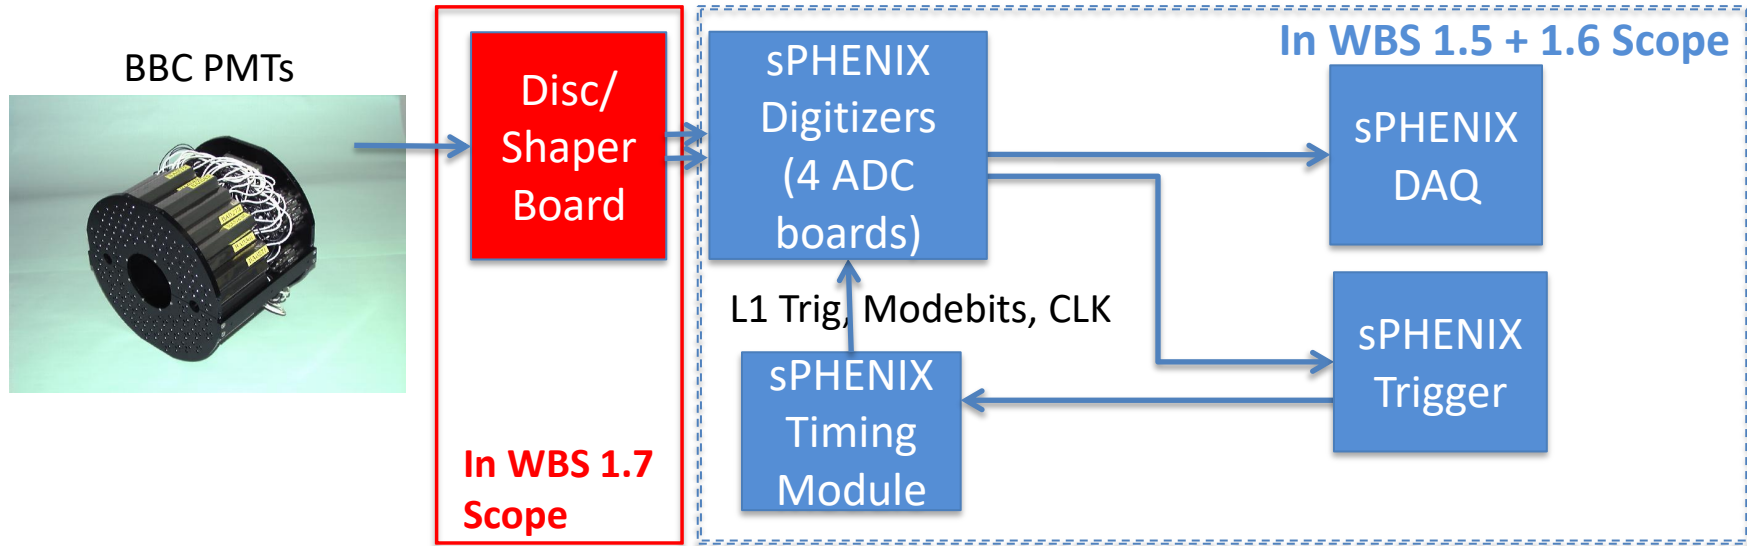 BBC PMTs
Disc/
Shaper
Board
In WBS 1.7
Scope
In WBS 1.5 + 1.6 Scope
sPHENIX
Digitizers
(4 ADC
boards)
sPHENIX
DAQ
L1 Trig, Modebits, CLK
sPHENIX
Timing
Module
sPHENIX
Trigger